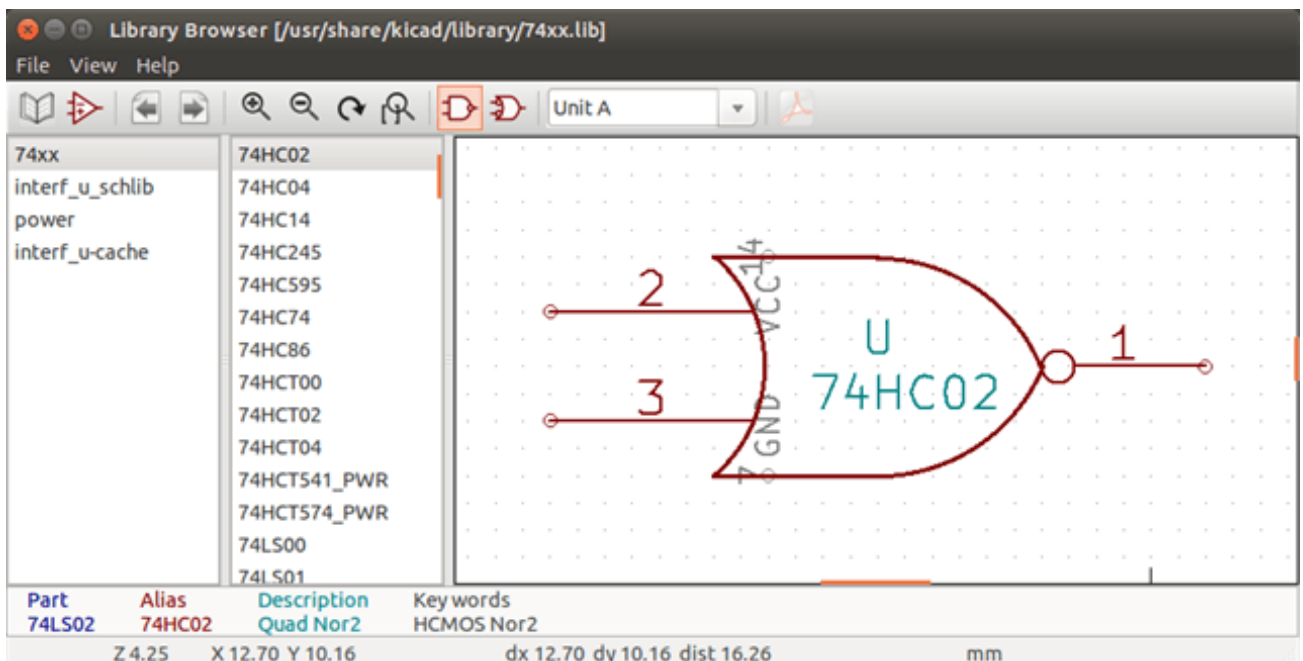 Library Browser [/usr/share/kicad/library/74xx.lib]
File View Help
Unit A
74xx
interf_u_schlib
power
interf_u-cache
74HC02
74HC04
74HC14
74HC245
74HC595
74HC74
74HC86
74HCT00
74HCT02
74HCT04
74HCT541_PWR
74HCT574_PWR
74LS00
74LS01
14
VCC
2
3
U
74HC02
1
GND
7
Part Alias Description Key words
74LS02 74HC02 Quad Nor2 HCMOS Nor2
Z 4.25 X 12.70 Y 10.16 dx 12.70 dy 10.16 dist 16.26 mm